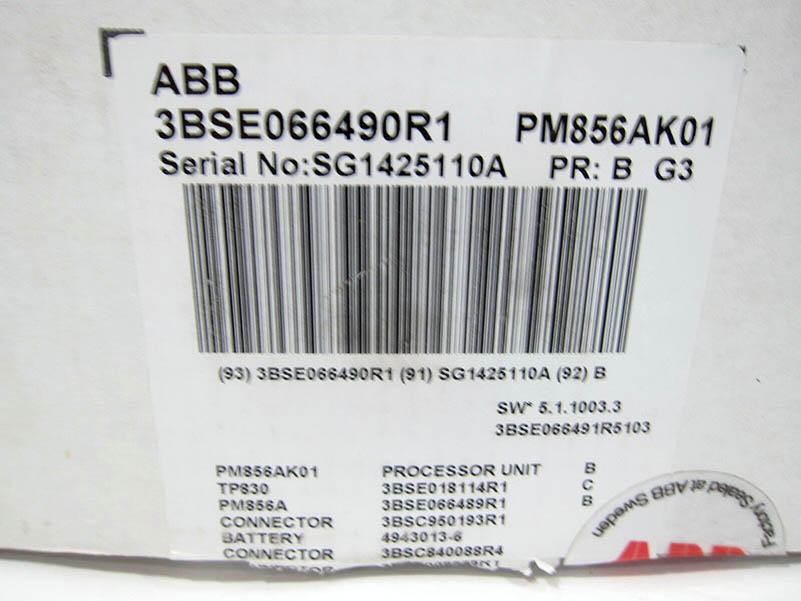 ABB
3BSE066490R1 PM856AK01
Serial No:SG1425110A PR: B G3
(93) 3BSE066490R1 (91) SG1425110A (92) B
SW* 5.1.1003.3
3BSE066491R5103
PM856AK01 PROCESSOR UNIT B
TP830 3BSE018114R1 C
PM856A 3BSE066489R1 B
CONNECTOR 3BSC950193R1
BATTERY 4943013-6
CONNECTOR 3BSC840088R4
Factory Sealed at ABB Sweden
ABB